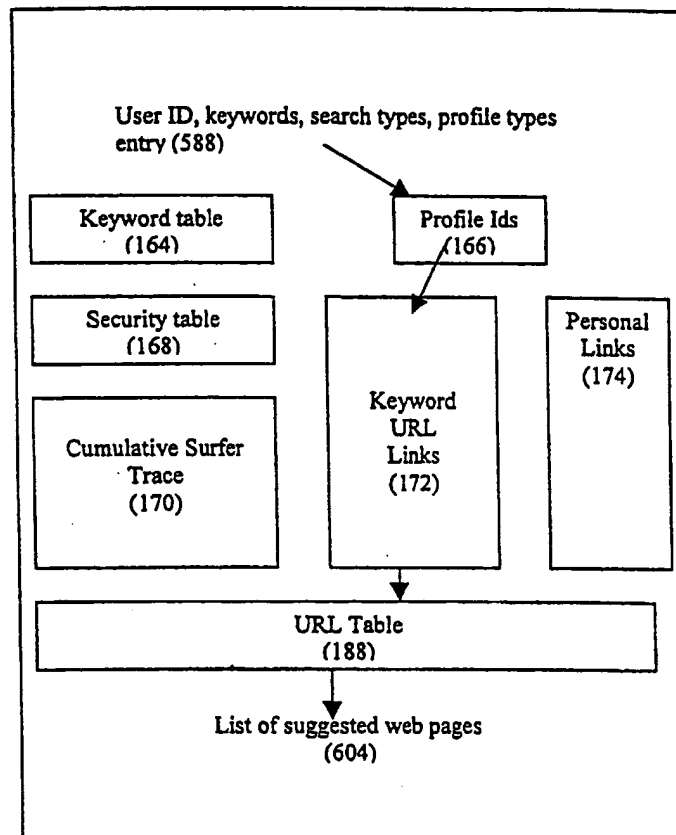 User ID, keywords, search types, profile types
entry (588)
Keyword table
(164)
Profile Ids
(166)
Security table
(168)
Personal
Links
(174)
Keyword
URL
Links
(172)
Cumulative Surfer
Trace
(170)
URL Table
(188)
List of suggested web pages
(604)